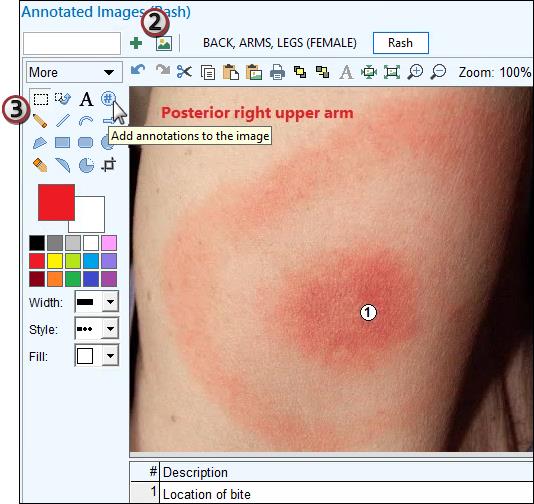 Annotated Images (Rash)
2
BACK, ARMS, LEGS (FEMALE) Rash
More Zoom: 100%
3
A #
Posterior right upper arm
Add annotations to the image
1
Width:
Style:
Fill:
# Description
1 Location of bite